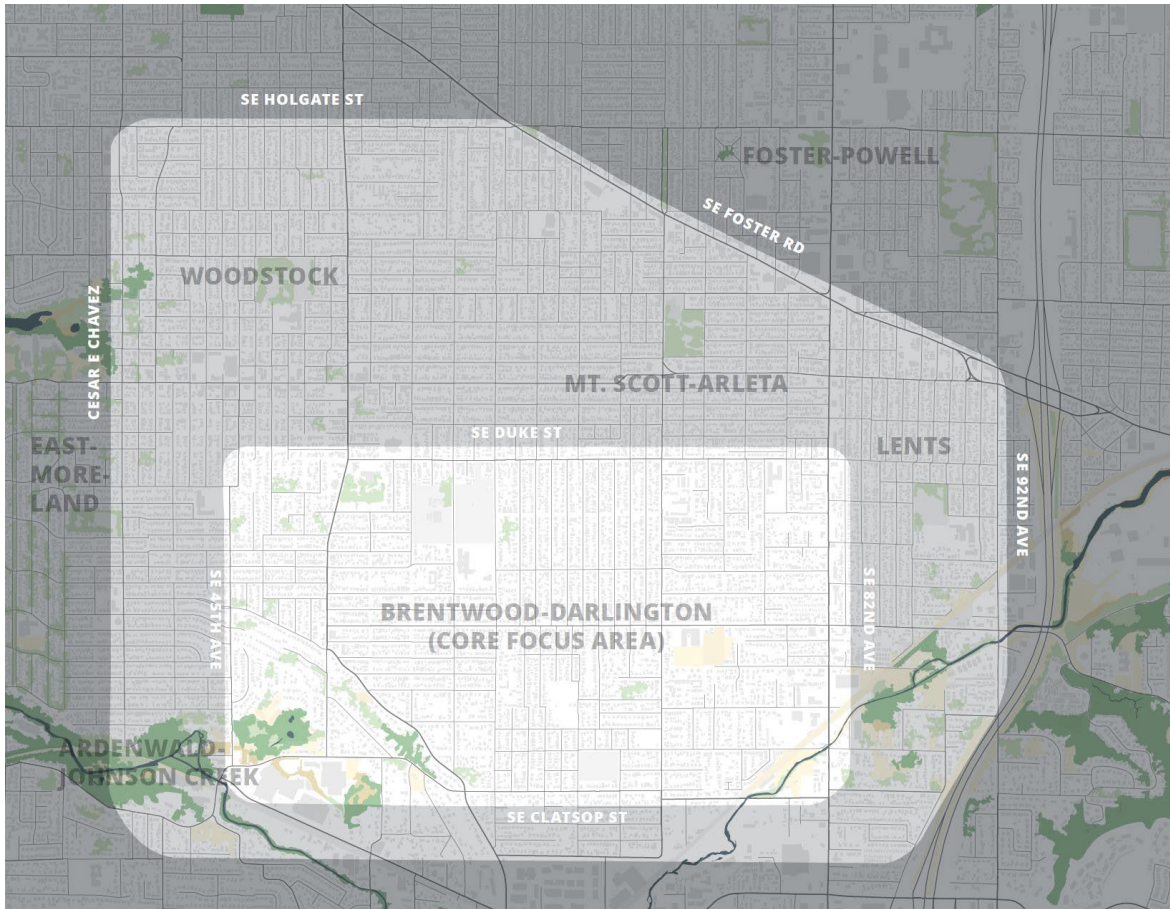 SE HOLGATE ST
FOSTER-POWELL
SE FOSTER RD
WOODSTOCK
CESAR E CHAVEZ
MT. SCOTT-ARLETA
SE DUKE ST
EAST-
MORE-
LAND
LENTS
SE 92ND AVE
SE 45TH AVE
BRENTWOOD-DARLINGTON
(CORE FOCUS AREA)
SE 82ND AVE
ARDENWALD-
JOHNSON CREEK
SE CLATSOP ST